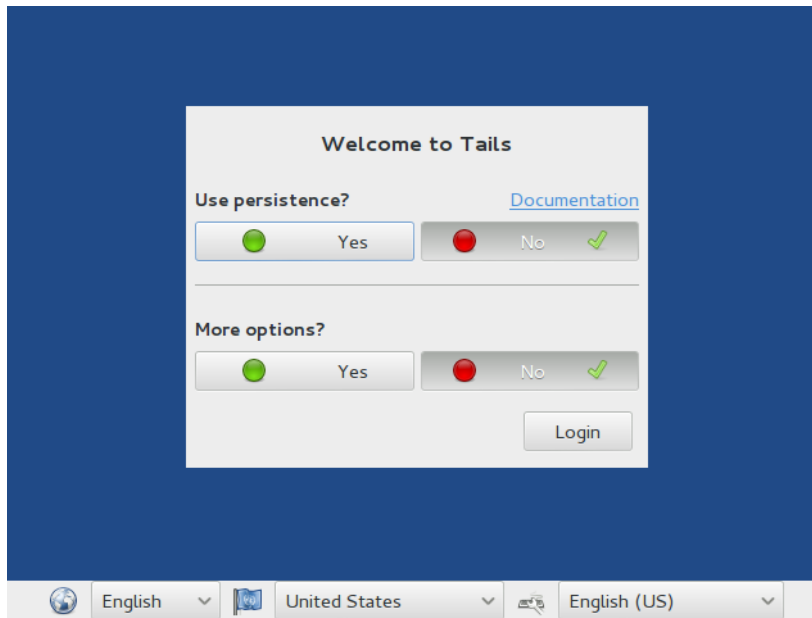 Welcome to Tails
Use persistence? Documentation
Yes No
More options?
Yes No
Login
English United States English (US)